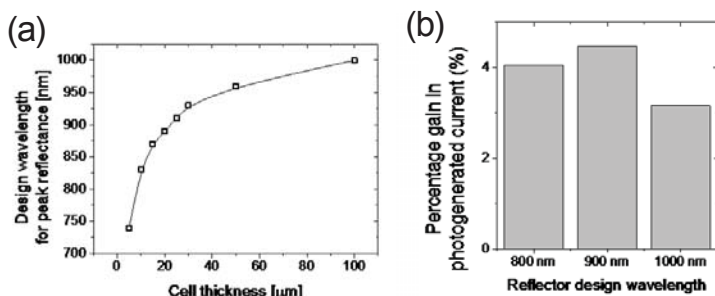 (a)
Design wavelength
for peak reflectance [nm]
1000
950
900
850
800
750
700
0
20
40
60
80
100
Cell thickness [µm]
(b)
Percentage gain in
photogenerated current (%)
4
2
0
800 nm
900 nm
1000 nm
Reflector design wavelength